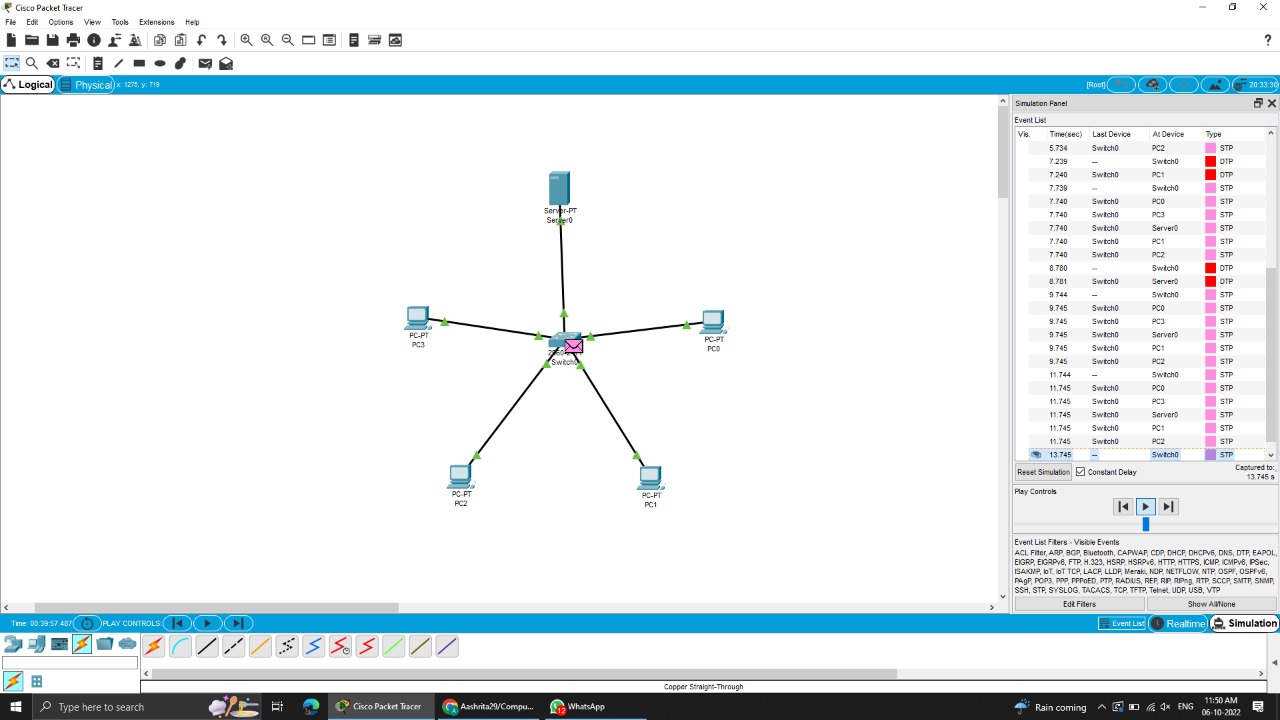 Cisco Packet Tracer
File Edit Options View Tools Extensions Help
?
Logical Physical x: 1275, y: 719 [Root] 20:33:30
Simulation Panel
Event List
Vis. Time(sec) Last Device At Device Type
5.734 Switch0 PC2 STP
7.239 -- Switch0 DTP
7.240 Switch0 PC1 DTP
7.739 -- Switch0 STP
7.740 Switch0 PC0 STP
7.740 Switch0 PC3 STP
7.740 Switch0 Server0 STP
7.740 Switch0 PC1 STP
7.740 Switch0 PC2 STP
8.780 -- Switch0 DTP
8.781 Switch0 Server0 DTP
9.744 -- Switch0 STP
9.745 Switch0 PC0 STP
9.745 Switch0 PC3 STP
9.745 Switch0 Server0 STP
9.745 Switch0 PC1 STP
9.745 Switch0 PC2 STP
11.744 -- Switch0 STP
11.745 Switch0 PC0 STP
11.745 Switch0 PC3 STP
11.745 Switch0 Server0 STP
11.745 Switch0 PC1 STP
11.745 Switch0 PC2 STP
13.745 -- Switch0 STP
Reset Simulation Constant Delay Captured to:
13.745 s
Play Controls
Event List Filters - Visible Events
ACL Filter, ARP, BGP, Bluetooth, CAPWAP, CDP, DHCP, DHCPv6, DNS, DTP, EAPOL,
EIGRP, EIGRPv6, FTP, H.323, HSRP, HSRPv6, HTTP, HTTPS, ICMP, ICMPv6, IPSec,
ISAKMP, IoT, IoT TCP, LACP, LLDP, Meraki, NDP, NETFLOW, NTP, OSPF, OSPFv6,
PAgP, POP3, PPP, PPPoED, PTP, RADIUS, REP, RIP, RIPng, RTP, SCCP, SMTP, SNMP,
SSH, STP, SYSLOG, TACACS, TCP, TFTP, Telnet, UDP, USB, VTP
Edit Filters Show All/None
Server-PT
Server0
PC-PT
PC3
PC-PT
PC0
Switch0
PC-PT
PC2
PC-PT
PC1
Time: 00:39:57.487 PLAY CONTROLS: Event List Realtime Simulation
Copper Straight-Through
Type here to search Cisco Packet Tracer Aashrita29/Compu... 12 WhatsApp Rain coming ENG 11:50 AM
06-10-2022